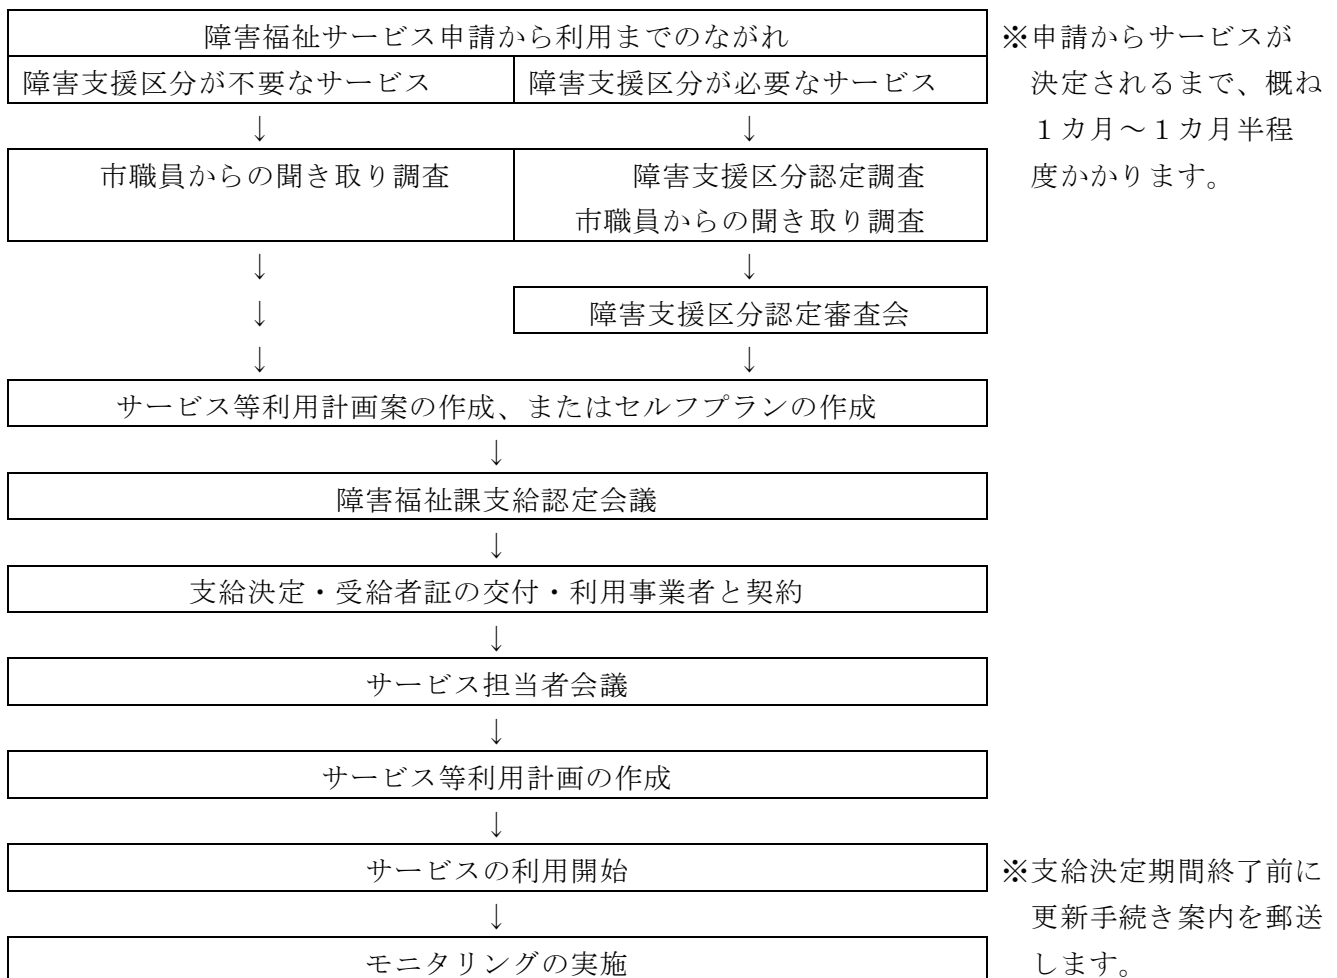 障害福祉サービス申請から利用までのながれ
障害支援区分が不要なサービス
障害支援区分が必要なサービス
※申請からサービスが
決定されるまで、概ね
１カ月～１カ月半程
度かかります。
↓ ↓
市職員からの聞き取り調査
障害支援区分認定調査
市職員からの聞き取り調査
↓ ↓
↓
障害支援区分認定審査会
↓ ↓
サービス等利用計画案の作成、またはセルフプランの作成
↓
障害福祉課支給認定会議
↓
支給決定・受給者証の交付・利用事業者と契約
↓
サービス担当者会議
↓
サービス等利用計画の作成
↓
サービスの利用開始
↓
モニタリングの実施
※支給決定期間終了前に
更新手続き案内を郵送
します。